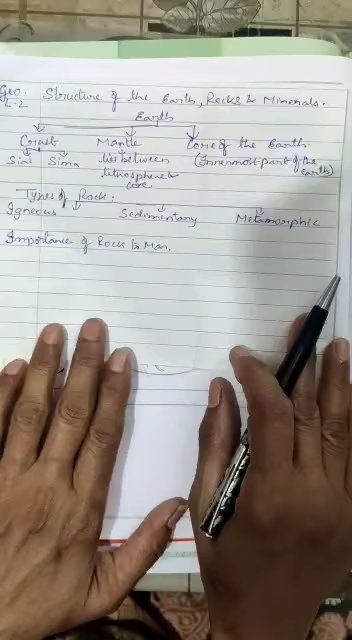 Geo. Structure of the Earth, Rocks & Minerals.
L-2
Earth
Crust Mantle Core of the Earth
Sial Sima lies between (Innermost part of the earth)
lithosphere &
core
Types of Rock:
Igneous Sedimentary Metamorphic
Importance of Rock to Man.